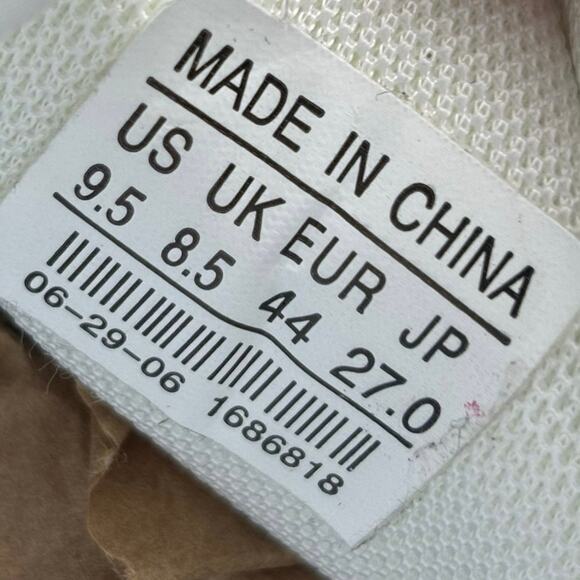 MADE IN CHINA
US UK EUR JP
9.5 8.5 44 27.0
06-29-06 1686818